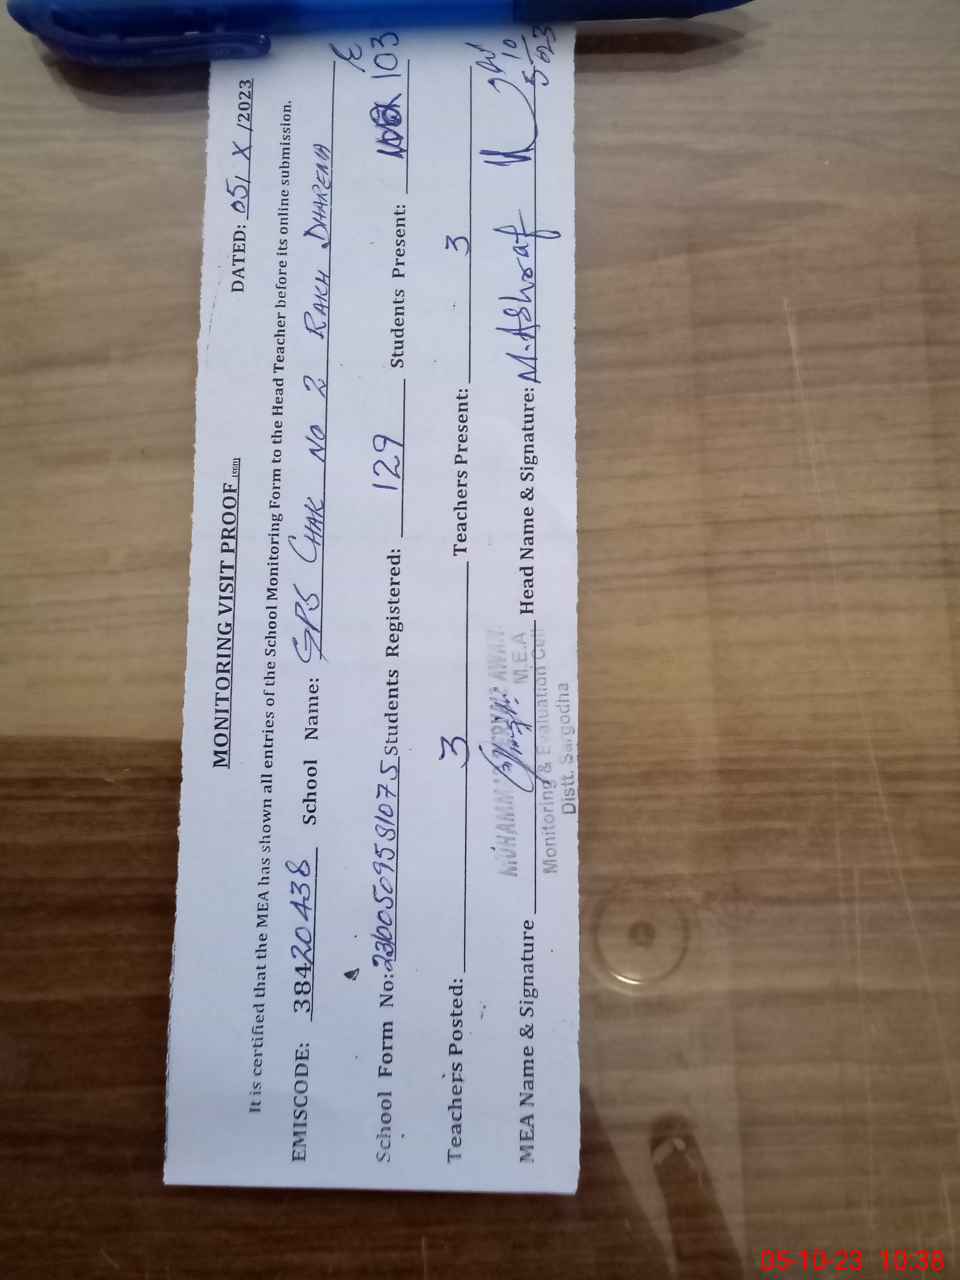 MONITORING VISIT PROOF
DATED: 05/ X /2023
It is certified that the MEA has shown all entries of the School Monitoring Form to the Head Teacher before its online submission.
EMISCODE: 38420438 School Name: GPS CHAK NO 2 RAKH DHAREMA
School Form No: Students Registered: 129 Students Present: 103
Teachers Posted: 3 Teachers Present: 3
MEA Name & Signature Head Name & Signature: M. Ashraf
M.E.A
Monitoring & Evaluation Cell
Distt. Sargodha
05-10-23 10:38